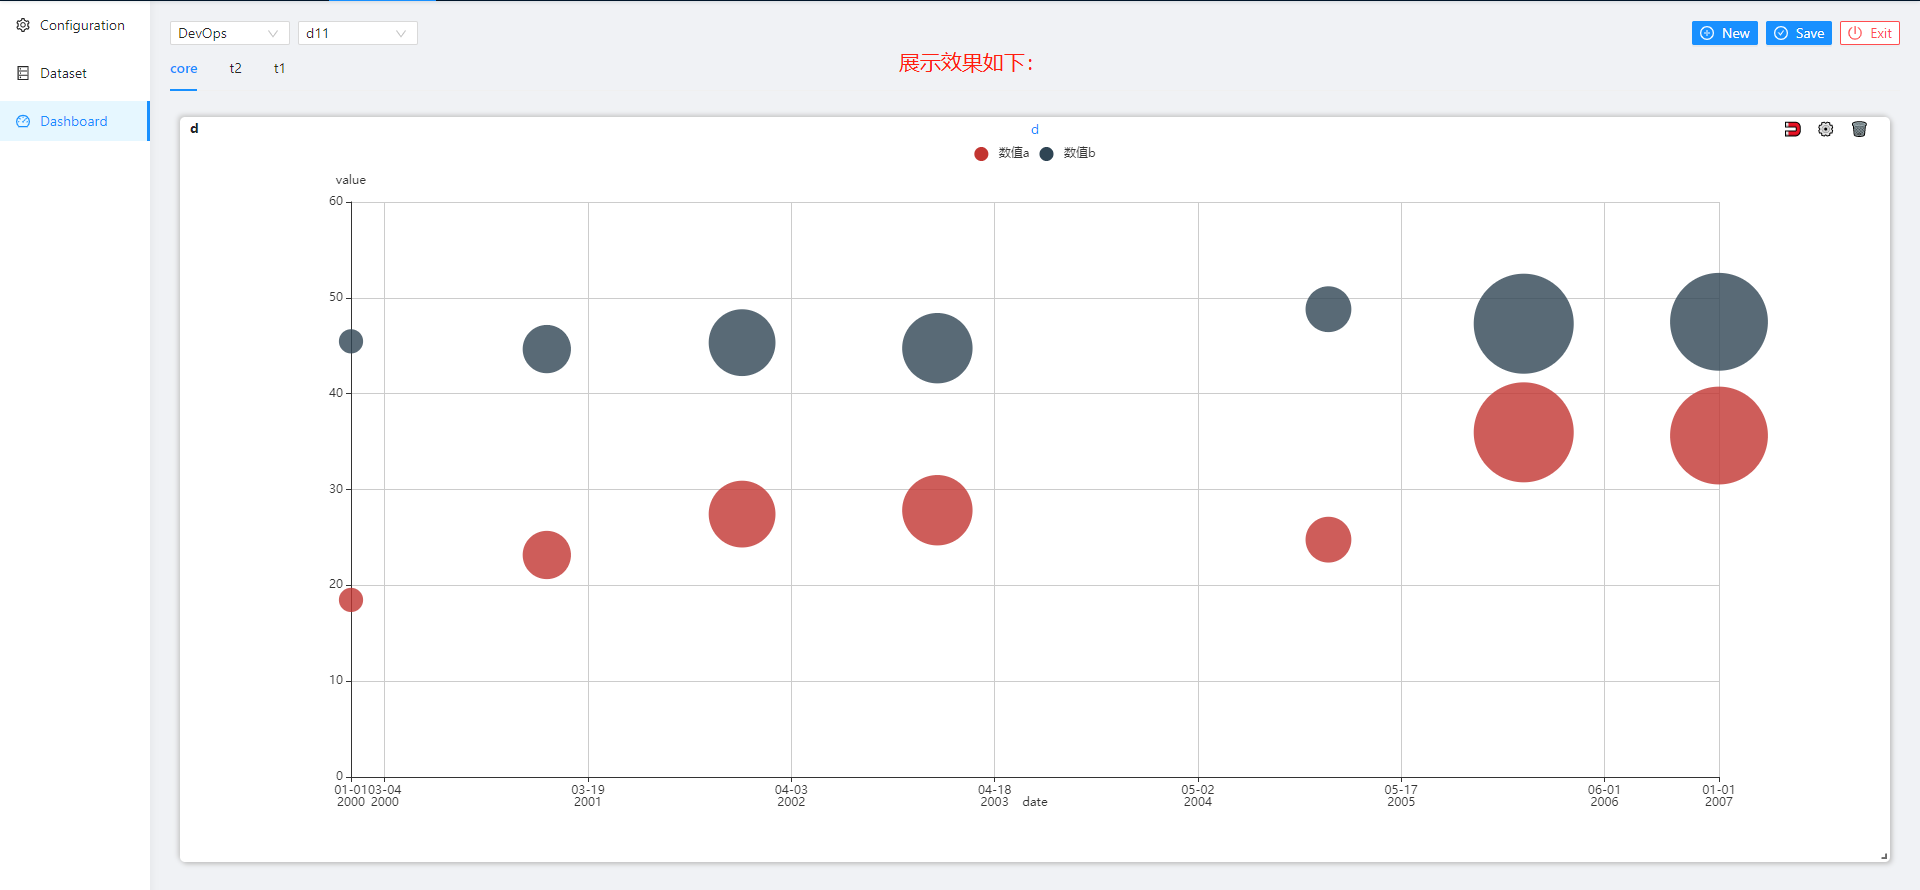 Configuration
Dataset
Dashboard
DevOps
d11
New
Save
Exit
core
t2
t1
展示效果如下：
d
d
数值a
数值b
value
60
50
40
30
20
10
0
01-01
2000
03-04
2000
03-19
2001
04-03
2002
04-18
2003
date
05-02
2004
05-17
2005
06-01
2006
01-01
2007